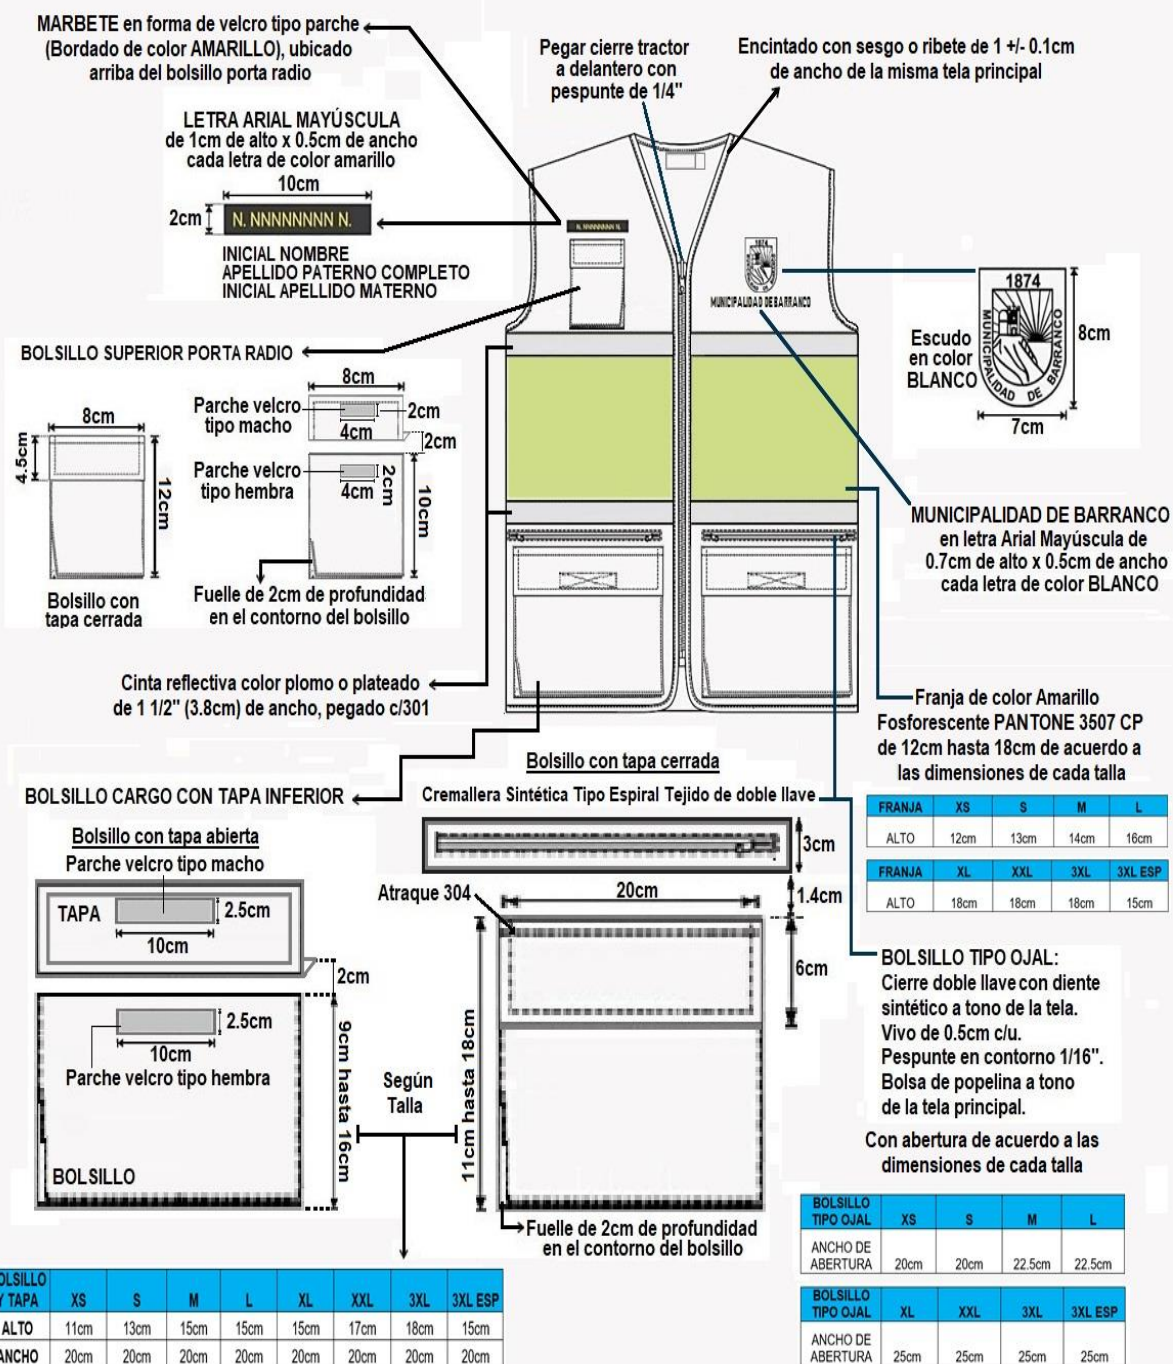 MARBETE en forma de velcro tipo parche
(Bordado de color AMARILLO), ubicado
arriba del bolsillo porta radio
Pegar cierre tractor
a delantero con
pespunte de 1/4"
Encintado con sesgo o ribete de 1 +/- 0.1cm
de ancho de la misma tela principal
LETRA ARIAL MAYÚSCULA
de 1cm de alto x 0.5cm de ancho
cada letra de color amarillo
10cm
2cm
N. NNNNNNNN N.
INICIAL NOMBRE
APELLIDO PATERNO COMPLETO
INICIAL APELLIDO MATERNO
N. NNNNNNNN N.
1874
MUNICIPALIDAD DE BARRANCO
1874
MUNICIPALIDAD DE BARRANCO
Escudo
en color
BLANCO
8cm
7cm
BOLSILLO SUPERIOR PORTA RADIO
8cm
4.5cm
12cm
Bolsillo con
tapa cerrada
8cm
Parche velcro
tipo macho
2cm
4cm
2cm
Parche velcro
tipo hembra
2cm
4cm
10cm
Fuelle de 2cm de profundidad
en el contorno del bolsillo
MUNICIPALIDAD DE BARRANCO
en letra Arial Mayúscula de
0.7cm de alto x 0.5cm de ancho
cada letra de color BLANCO
Cinta reflectiva color plomo o plateado
de 1 1/2" (3.8cm) de ancho, pegado c/301
Franja de color Amarillo
Fosforescente PANTONE 3507 CP
de 12cm hasta 18cm de acuerdo a
las dimensiones de cada talla
FRANJA XS S M L
ALTO 12cm 13cm 14cm 16cm
FRANJA XL XXL 3XL 3XL ESP
ALTO 18cm 18cm 18cm 15cm
BOLSILLO CARGO CON TAPA INFERIOR
Bolsillo con tapa abierta
Parche velcro tipo macho
TAPA
2.5cm
10cm
2cm
2.5cm
10cm
Parche velcro tipo hembra
9cm hasta 16cm
BOLSILLO
Según
Talla
Bolsillo con tapa cerrada
Cremallera Sintética Tipo Espiral Tejido de doble llave
3cm
Atraque 304
20cm
1.4cm
6cm
11cm hasta 18cm
Fuelle de 2cm de profundidad
en el contorno del bolsillo
BOLSILLO TIPO OJAL:
Cierre doble llave con diente
sintético a tono de la tela.
Vivo de 0.5cm c/u.
Pespunte en contorno 1/16".
Bolsa de popelina a tono
de la tela principal.
Con abertura de acuerdo a las
dimensiones de cada talla
BOLSILLO
TIPO OJAL XS S M L
ANCHO DE
ABERTURA 20cm 20cm 22.5cm 22.5cm
BOLSILLO
TIPO OJAL XL XXL 3XL 3XL ESP
ANCHO DE
ABERTURA 25cm 25cm 25cm 25cm
OLSILLO
Y TAPA XS S M L XL XXL 3XL 3XL ESP
ALTO 11cm 13cm 15cm 15cm 15cm 17cm 18cm 15cm
ANCHO 20cm 20cm 20cm 20cm 20cm 20cm 20cm 20cm